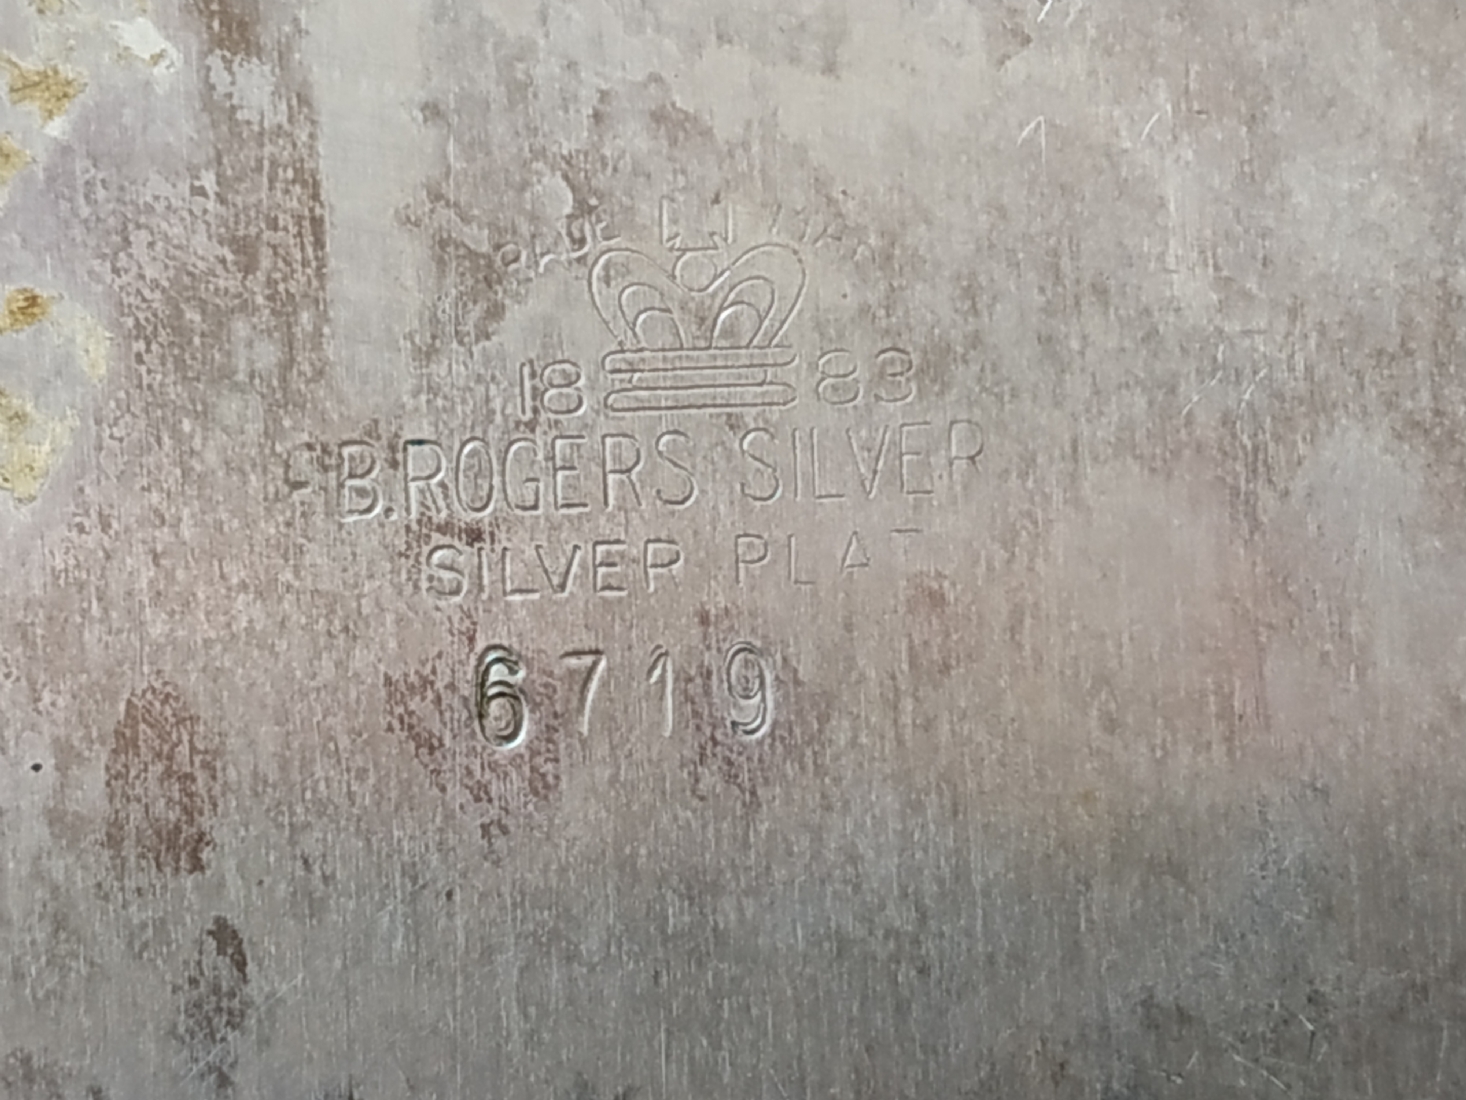 18 83
F.B.ROGERS SILVER
SILVER PLAT
6719